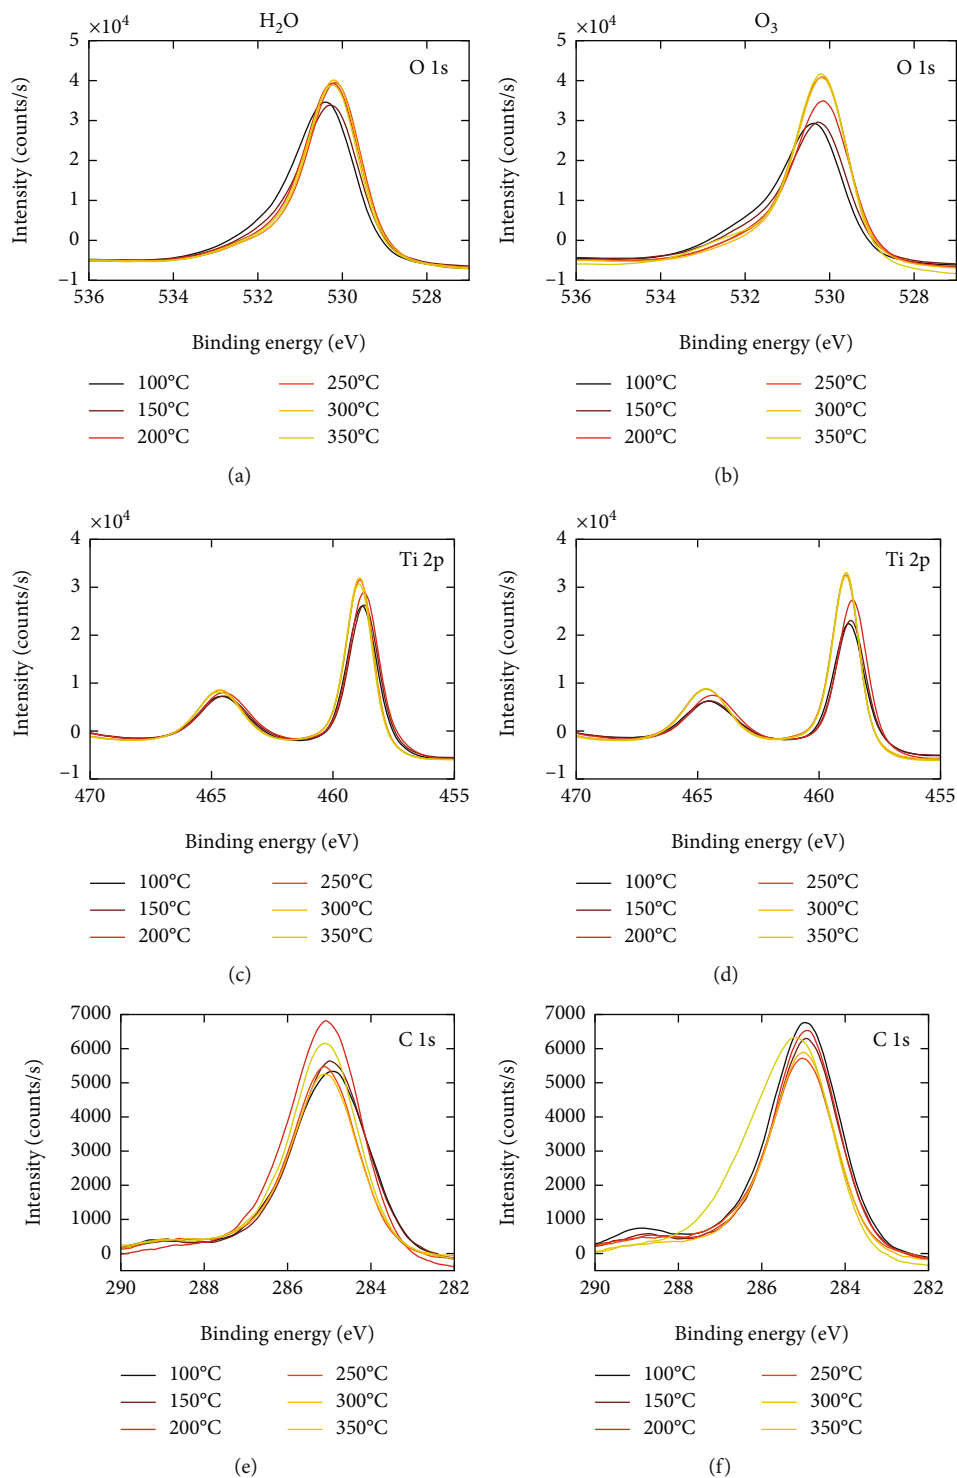 H₂O
×10⁴
5
4
3
2
1
0
–1
536 534 532 530 528
O 1s
Intensity (counts/s)
Binding energy (eV)
100°C 250°C
150°C 300°C
200°C 350°C
(a)
O₃
×10⁴
5
4
3
2
1
0
–1
536 534 532 530 528
O 1s
Intensity (counts/s)
Binding energy (eV)
100°C 250°C
150°C 300°C
200°C 350°C
(b)
×10⁴
4
3
2
1
0
–1
470 465 460 455
Ti 2p
Intensity (counts/s)
Binding energy (eV)
100°C 250°C
150°C 300°C
200°C 350°C
(c)
×10⁴
4
3
2
1
0
–1
470 465 460 455
Ti 2p
Intensity (counts/s)
Binding energy (eV)
100°C 250°C
150°C 300°C
200°C 350°C
(d)
7000
6000
5000
4000
3000
2000
1000
0
290 288 286 284 282
C 1s
Intensity (counts/s)
Binding energy (eV)
100°C 250°C
150°C 300°C
200°C 350°C
(e)
7000
6000
5000
4000
3000
2000
1000
0
290 288 286 284 282
C 1s
Intensity (counts/s)
Binding energy (eV)
100°C 250°C
150°C 300°C
200°C 350°C
(f)